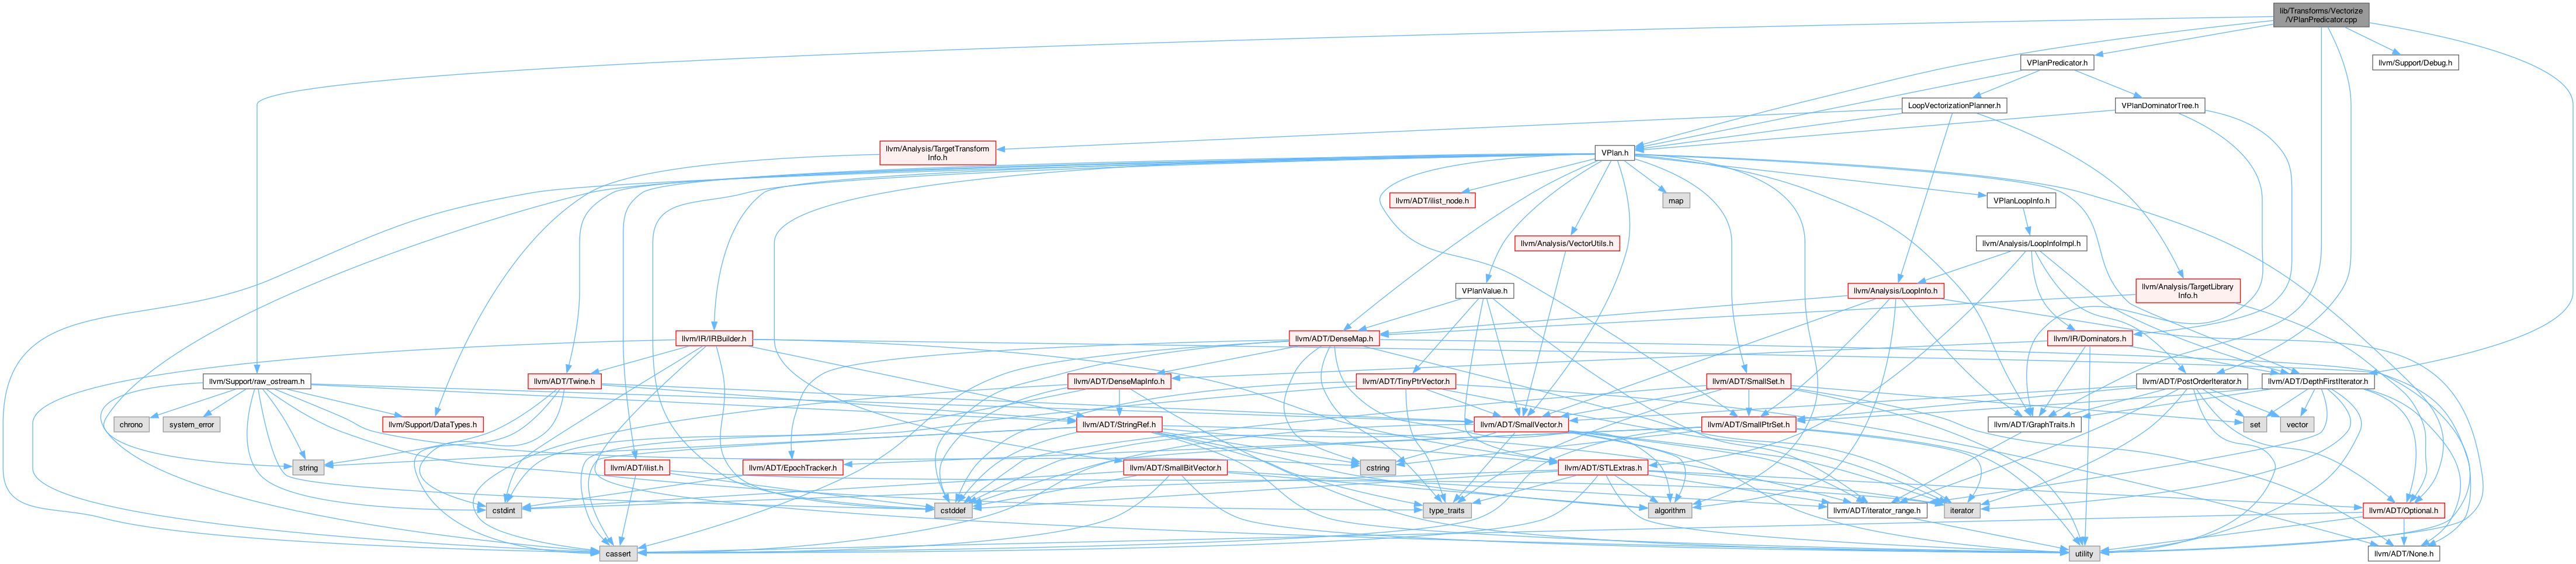 lib/Transforms/Vectorize
/VPlanPredicator.cpp
VPlanPredicator.h
llvm/Support/Debug.h
LoopVectorizationPlanner.h
VPlanDominatorTree.h
llvm/Analysis/TargetTransform
Info.h
VPlan.h
llvm/ADT/ilist_node.h
map
VPlanLoopInfo.h
llvm/Analysis/VectorUtils.h
llvm/Analysis/LoopInfoImpl.h
VPlanValue.h
llvm/Analysis/LoopInfo.h
llvm/Analysis/TargetLibrary
Info.h
llvm/IR/IRBuilder.h
llvm/ADT/DenseMap.h
llvm/IR/Dominators.h
llvm/Support/raw_ostream.h
llvm/ADT/Twine.h
llvm/ADT/DenseMapInfo.h
llvm/ADT/TinyPtrVector.h
llvm/ADT/SmallSet.h
llvm/ADT/PostOrderIterator.h
llvm/ADT/DepthFirstIterator.h
chrono
system_error
llvm/Support/DataTypes.h
llvm/ADT/StringRef.h
llvm/ADT/SmallVector.h
llvm/ADT/SmallPtrSet.h
llvm/ADT/GraphTraits.h
set
vector
string
llvm/ADT/ilist.h
llvm/ADT/EpochTracker.h
llvm/ADT/SmallBitVector.h
cstring
llvm/ADT/STLExtras.h
cstdint
cstddef
type_traits
algorithm
llvm/ADT/iterator_range.h
iterator
llvm/ADT/Optional.h
cassert
utility
llvm/ADT/None.h